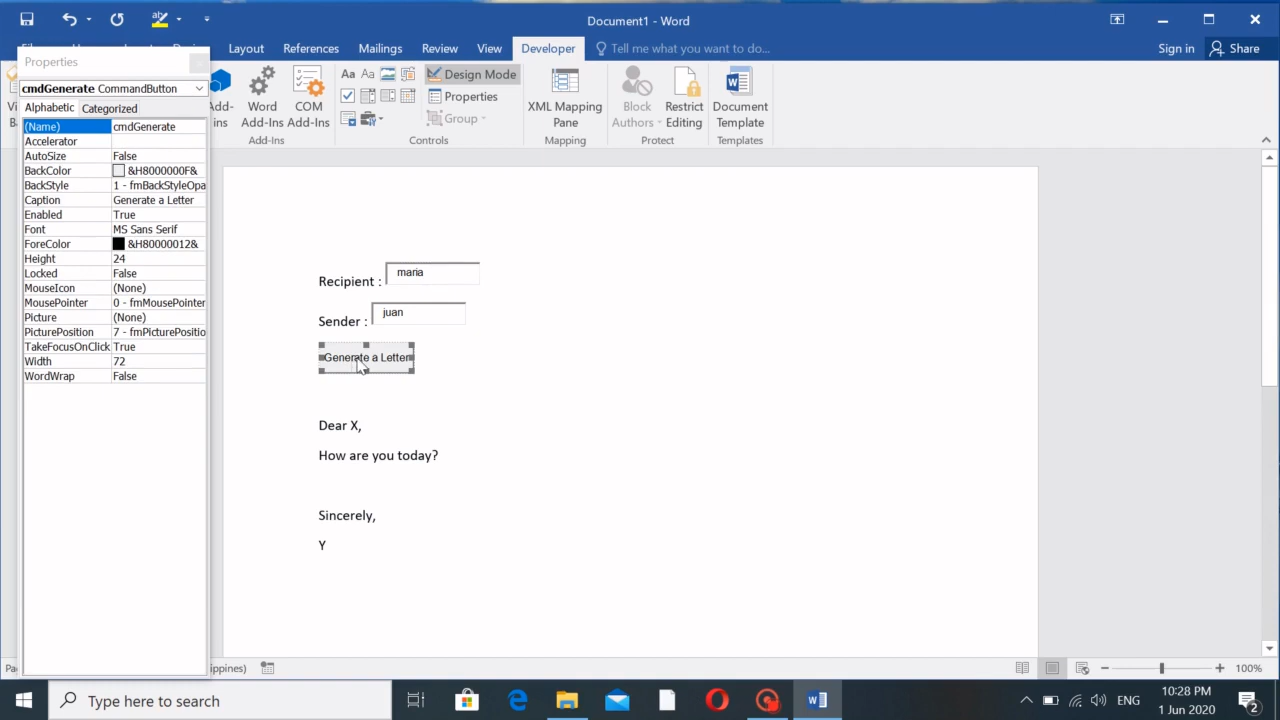 Document1 - Word
Layout References Mailings Review View Developer Tell me what you want to do... Sign in Share
Properties
cmdGenerate CommandButton
Alphabetic Categorized
(Name) cmdGenerate
Accelerator
AutoSize False
BackColor &H8000000F&
BackStyle 1 - fmBackStyleOpa
Caption Generate a Letter
Enabled True
Font MS Sans Serif
ForeColor &H80000012&
Height 24
Locked False
MouseIcon (None)
MousePointer 0 - fmMousePointer
Picture (None)
PicturePosition 7 - fmPicturePositio
TakeFocusOnClick True
Width 72
WordWrap False
Add-
ins
Word
Add-Ins
COM
Add-Ins
Add-Ins
Aa Aa
Design Mode
Properties
Group
Controls
XML Mapping
Pane
Mapping
Block
Authors
Restrict
Editing
Protect
Document
Template
Templates
Recipient : maria
Sender : juan
Generate a Letter
Dear X,
How are you today?
Sincerely,
Y
ippines)
100%
Type here to search
ENG
10:28 PM
1 Jun 2020
2